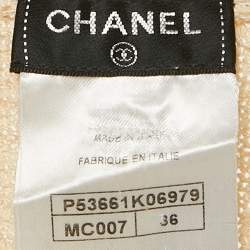 CHANEL
MADE IN ITALY
FABRIQUE EN ITALIE
P53661K06979
MC007 36